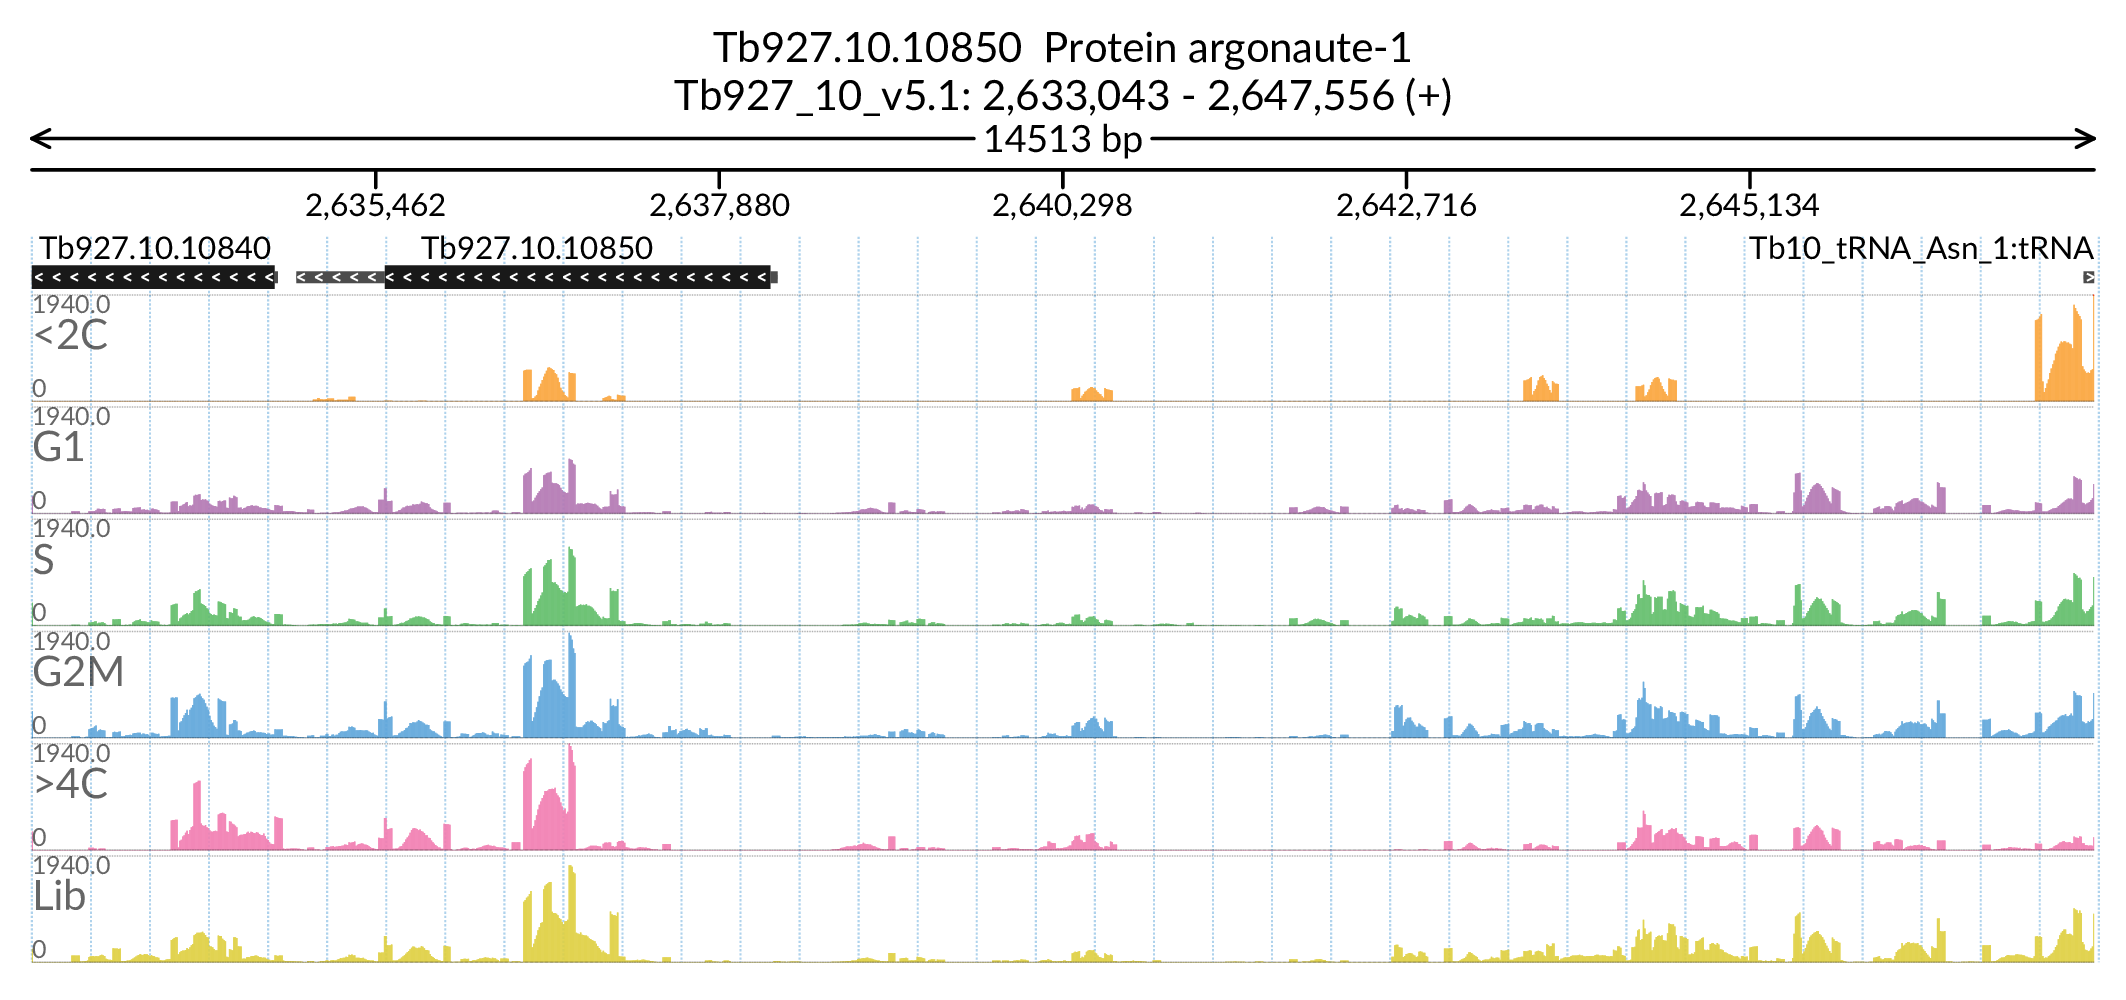 Tb927.10.10850 Protein argonaute-1
Tb927_10_v5.1: 2,633,043 - 2,647,556 (+)
14513 bp
2,635,462 2,637,880 2,640,298 2,642,716 2,645,134
Tb927.10.10840 Tb927.10.10850 Tb10_tRNA_Asn_1:tRNA
1940.0
<2C
0
1940.0
G1
0
1940.0
S
0
1940.0
G2M
0
1940.0
>4C
0
1940.0
Lib
0